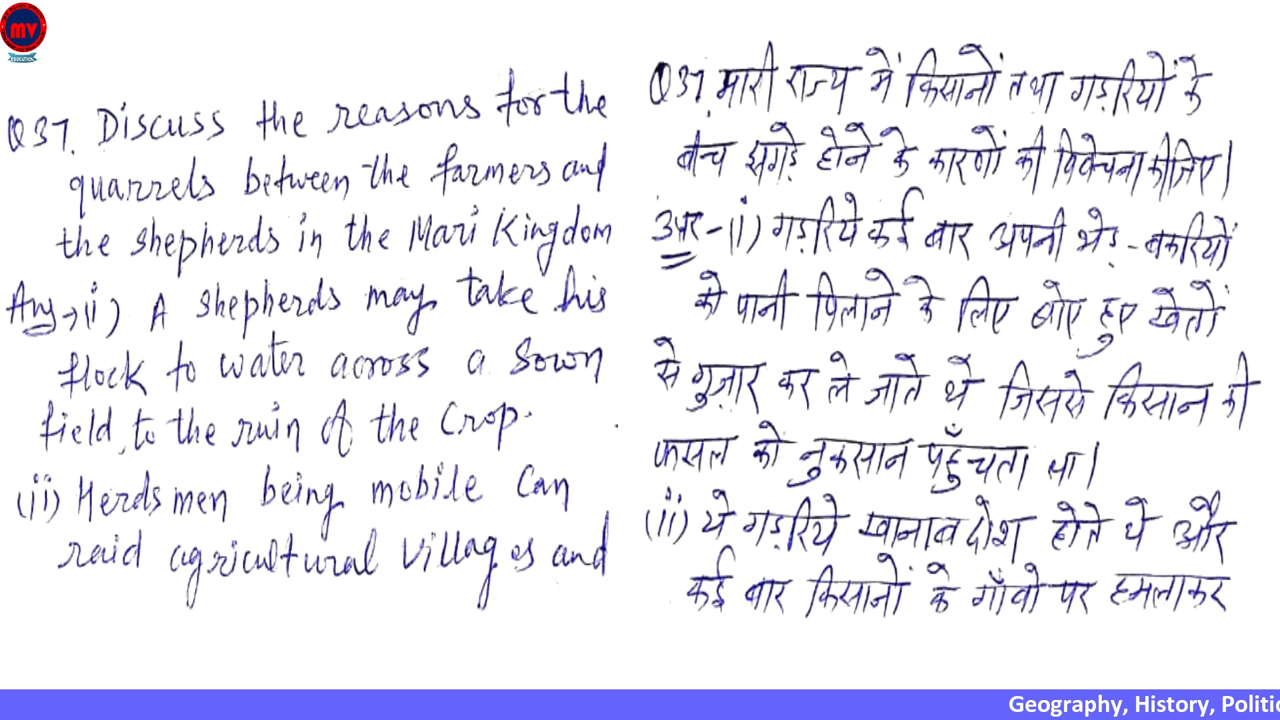 mv
EDUCATION
Q37. Discuss the reasons for the
quarrels between the farmers and
the shepherds in the Mari Kingdom
Ans→(i) A shepherds may take his
flock to water across a sown
field, to the ruin of the Crop.
(ii) Herdsmen being mobile Can
raid agricultural villages and
Q37. मारी राज्य में किसानों तथा गड़रियों के
बीच झगड़े होने के कारणों की विवेचना कीजिए।
उत्तर-(i) गड़रिये कई बार अपनी भेड़-बकरियों
को पानी पिलाने के लिए बोए हुए खेतों
से गुज़ार कर ले जाते थे जिससे किसान की
फसल को नुकसान पहुँचता था।
(ii) ये गड़रिये खानाबदोश होते थे और
कई बार किसानों के गाँवो पर हमलाकर
Geography, History, Politic